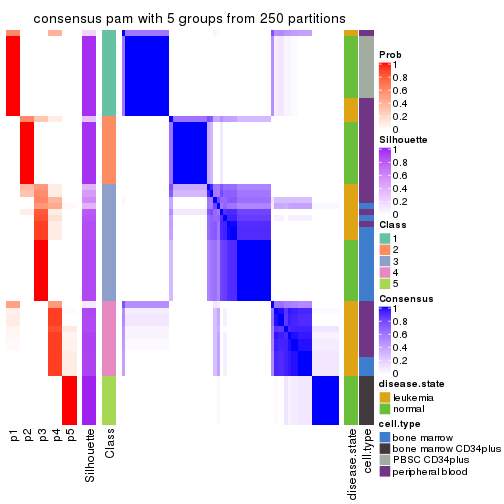 consensus pam with 5 groups from 250 partitions
Prob
1
0.8
0.6
0.4
0.2
0
Silhouette
1
0.8
0.6
0.4
0.2
0
Class
1
2
3
4
5
Consensus
1
0.8
0.6
0.4
0.2
0
disease.state
leukemia
normal
cell.type
bone marrow
bone marrow CD34plus
PBSC CD34plus
peripheral blood
p1
p2
p3
p4
p5
Silhouette
Class
disease.state
cell.type